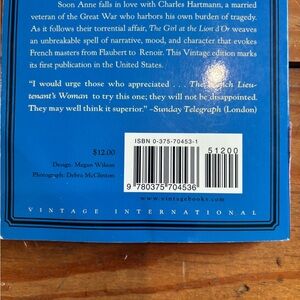 Soon Anne falls in love with Charles Hartmann, a married
veteran of the Great War who harbors his own burden of tragedy.
As it follows their torrential affair, The Girl at the Lion d'Or weaves
an unbreakable spell of narrative, mood, and character that evokes
French masters from Flaubert to Renoir. This Vintage edition marks
its first publication in the United States.
"I would urge those who appreciated . . . The French Lieu-
tenant's Woman to try this one; they will not be disappointed.
They may well think it superior." –Sunday Telegraph (London)
$12.00
Design: Megan Wilson
Photograph: Debra McClinton
ISBN 0-375-70453-1
51200
9 780375 704536
www.vintagebooks.com
VINTAGE INTERNATIONAL